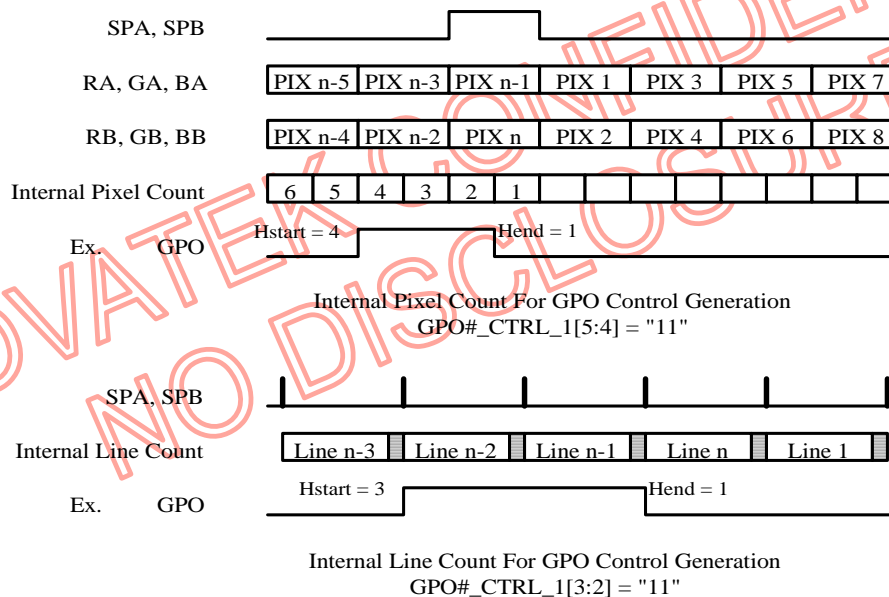 SPA, SPB
RA, GA, BA PIX n-5 PIX n-3 PIX n-1 PIX 1 PIX 3 PIX 5 PIX 7
RB, GB, BB PIX n-4 PIX n-2 PIX n PIX 2 PIX 4 PIX 6 PIX 8
Internal Pixel Count 6 5 4 3 2 1
Ex. GPO Hstart = 4 Hend = 1
Internal Pixel Count For GPO Control Generation
GPO#_CTRL_1[5:4] = "11"
SPA, SPB
Internal Line Count Line n-3 Line n-2 Line n-1 Line n Line 1
Ex. GPO Hstart = 3 Hend = 1
Internal Line Count For GPO Control Generation
GPO#_CTRL_1[3:2] = "11"
OVATEK CONFIDE
NO DISCLOSURE